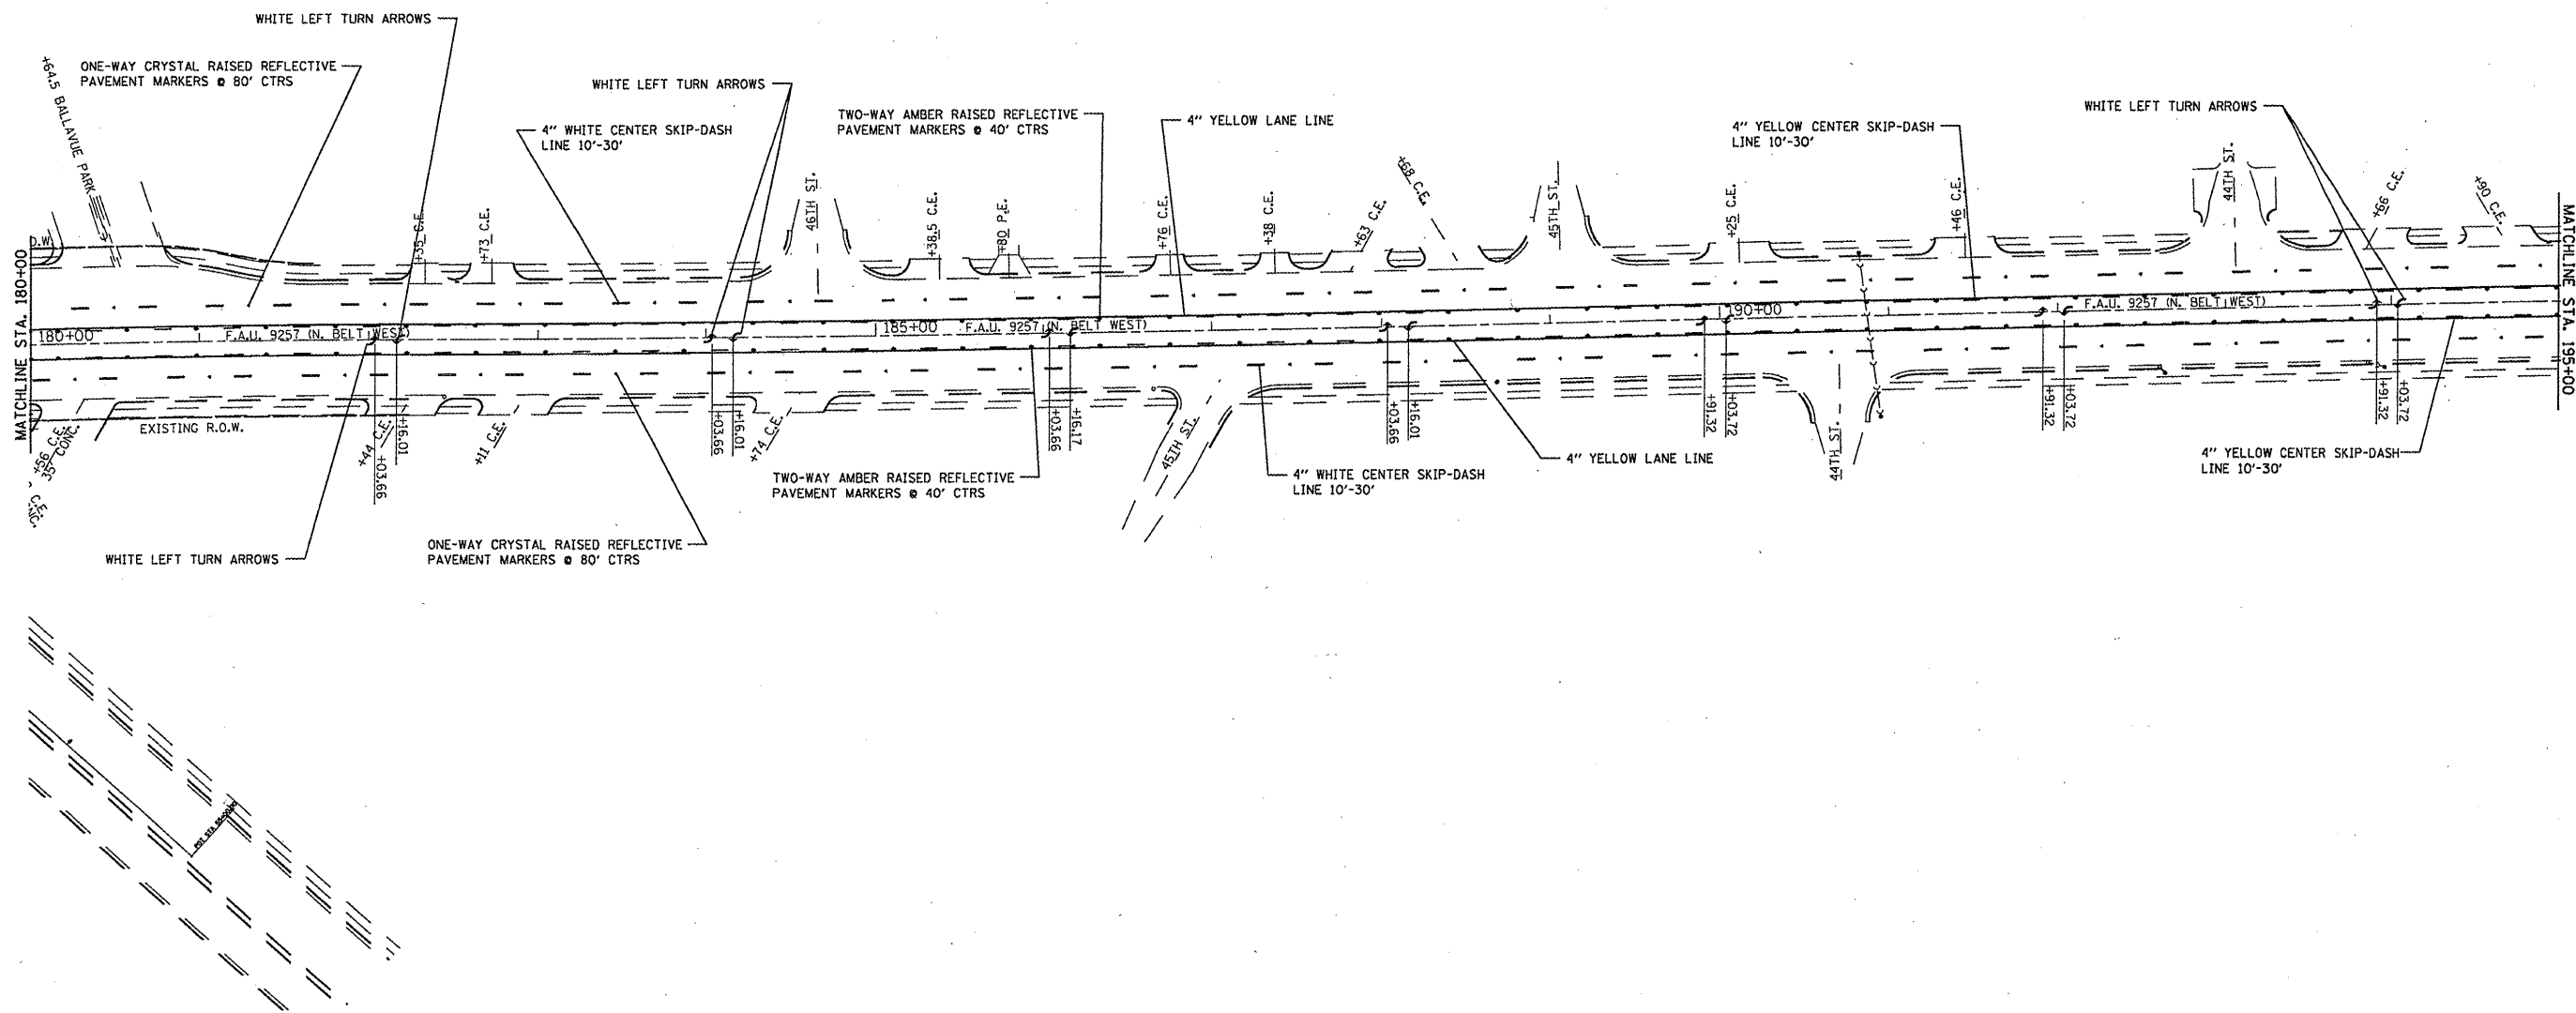 WHITE LEFT TURN ARROWS
ONE-WAY CRYSTAL RAISED REFLECTIVE
PAVEMENT MARKERS @ 80' CTRS
WHITE LEFT TURN ARROWS
4" WHITE CENTER SKIP-DASH
LINE 10'-30'
TWO-WAY AMBER RAISED REFLECTIVE
PAVEMENT MARKERS @ 40' CTRS
4" YELLOW LANE LINE
4" YELLOW CENTER SKIP-DASH
LINE 10'-30'
WHITE LEFT TURN ARROWS
+64.5 BALLAVUE PARK
+35 C.E.
+73 C.E.
46TH ST.
+38.5 C.E.
+80 P.E.
+76 C.E.
+38 C.E.
+63 C.E.
+68 C.E.
45TH ST.
+25 C.E.
+46 C.E.
44TH ST.
+66 C.E.
+90 C.E.
D.W.
MATCHLINE STA. 180+00
180+00
F.A.U. 9257 (N. BELT WEST)
185+00
F.A.U. 9257 (N. BELT WEST)
190+00
F.A.U. 9257 (N. BELT WEST)
MATCHLINE STA. 195+00
EXISTING R.O.W.
+56 C.E.
35' CONC.
C.E.
+44 C.E.
+03.66
+16.01
+11 C.E.
+03.66
+16.01
+74 C.E.
+03.66
+16.17
45TH ST.
+03.66
+16.01
+91.32
+03.72
44TH ST.
+91.32
+03.72
+91.32
+03.72
TWO-WAY AMBER RAISED REFLECTIVE
PAVEMENT MARKERS @ 40' CTRS
4" WHITE CENTER SKIP-DASH
LINE 10'-30'
4" YELLOW LANE LINE
4" YELLOW CENTER SKIP-DASH
LINE 10'-30'
WHITE LEFT TURN ARROWS
ONE-WAY CRYSTAL RAISED REFLECTIVE
PAVEMENT MARKERS @ 80' CTRS